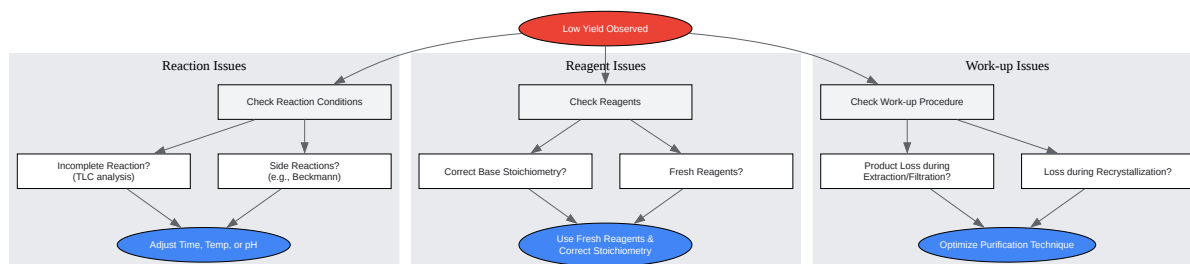 Low Yield Observed
Reaction Issues
Reagent Issues
Work-up Issues
Check Reaction Conditions
Check Reagents
Check Work-up Procedure
Incomplete Reaction?
(TLC analysis)
Side Reactions?
(e.g., Beckmann)
Correct Base Stoichiometry?
Fresh Reagents?
Product Loss during
Extraction/Filtration?
Loss during Recrystallization?
Adjust Time, Temp, or pH
Use Fresh Reagents &
Correct Stoichiometry
Optimize Purification Technique